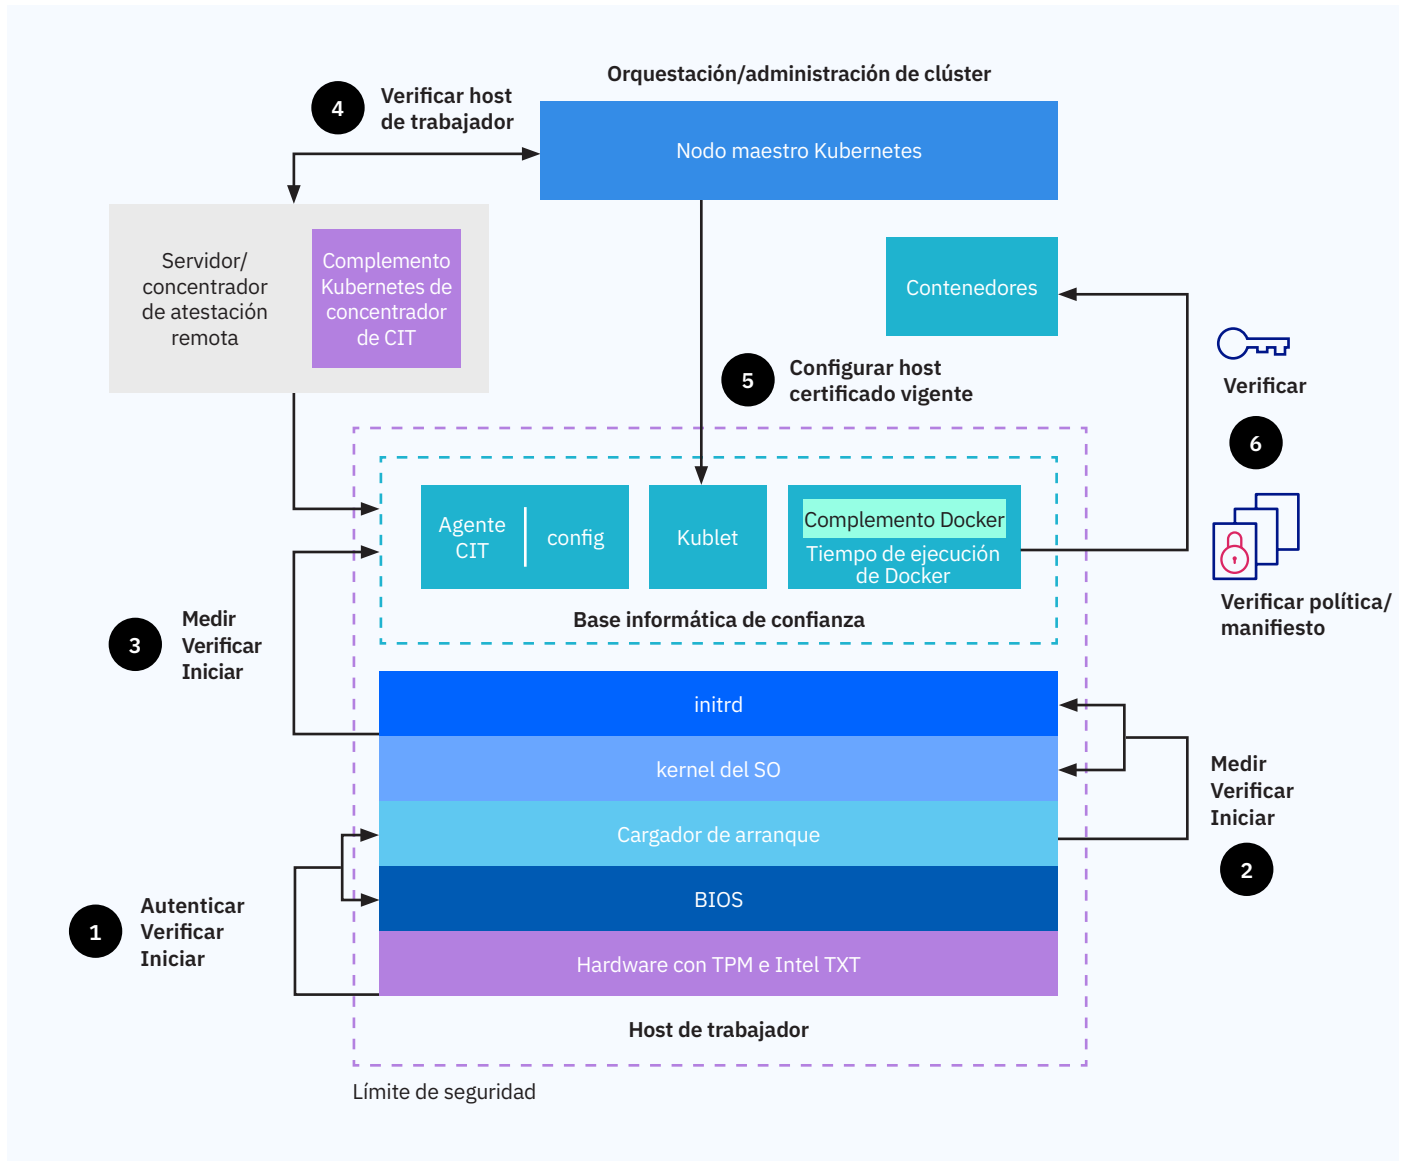 Orquestación/administración de clúster
4
Verificar host
de trabajador
Nodo maestro Kubernetes
Servidor/
concentrador
de atestación
remota
Complemento
Kubernetes de
concentrador
de CIT
Contenedores
5
Configurar host
certificado vigente
Verificar
6
Verificar política/
manifiesto
Agente
CIT
config
Kublet
Complemento Docker
Tiempo de ejecución
de Docker
Base informática de confianza
3
Medir
Verificar
Iniciar
initrd
kernel del SO
Cargador de arranque
BIOS
Hardware con TPM e Intel TXT
Medir
Verificar
Iniciar
2
1
Autenticar
Verificar
Iniciar
Host de trabajador
Límite de seguridad